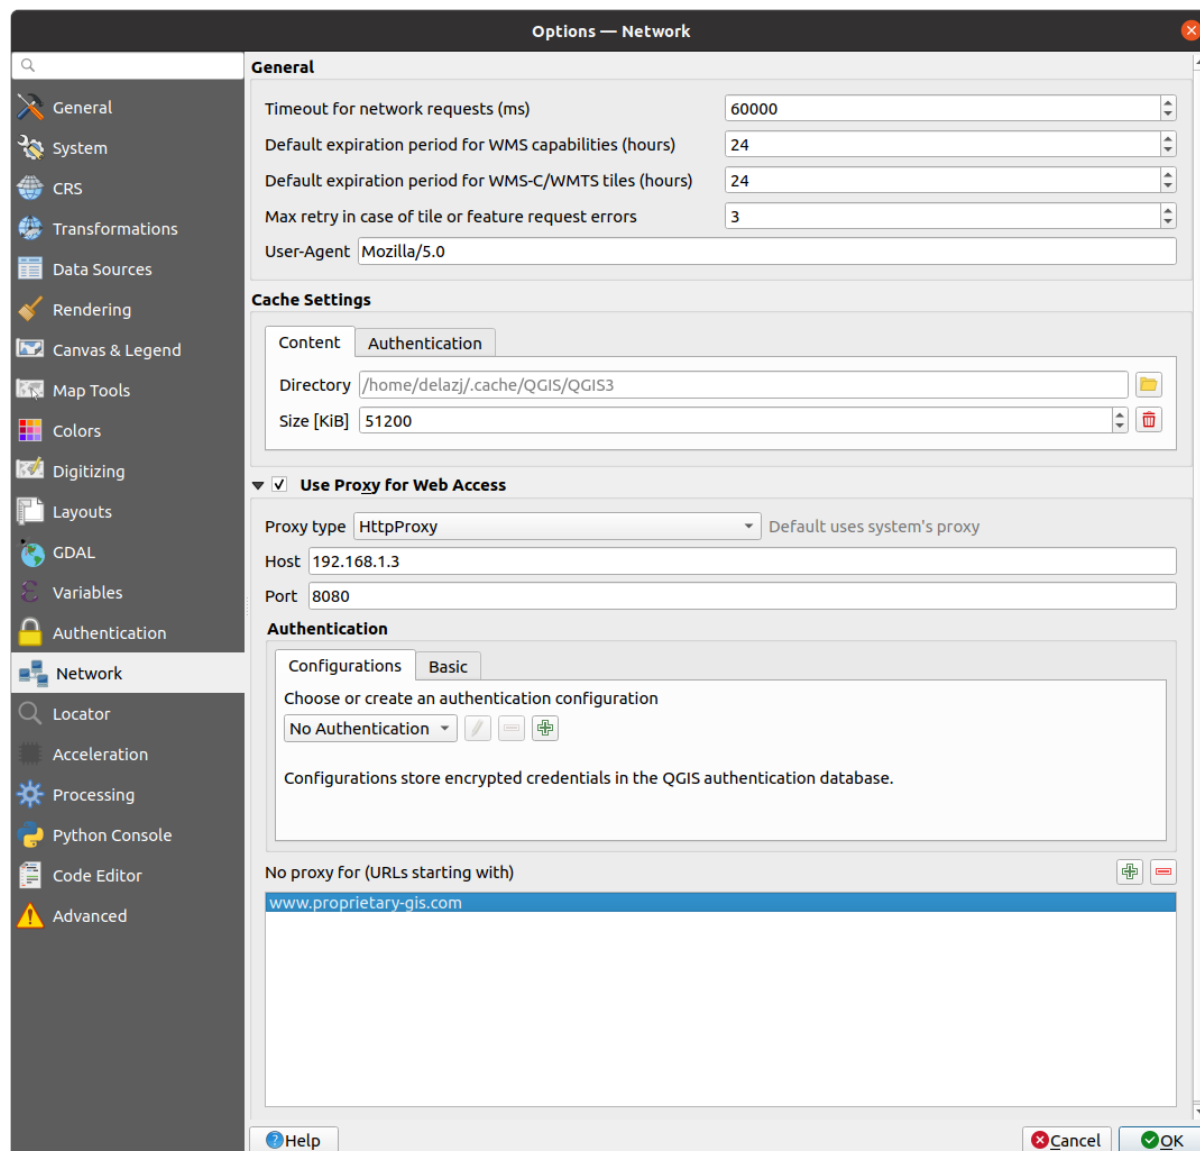 Options — Network
General
System
CRS
Transformations
Data Sources
Rendering
Canvas & Legend
Map Tools
Colors
Digitizing
Layouts
GDAL
Variables
Authentication
Network
Locator
Acceleration
Processing
Python Console
Code Editor
Advanced
General
Timeout for network requests (ms) 60000
Default expiration period for WMS capabilities (hours) 24
Default expiration period for WMS-C/WMTS tiles (hours) 24
Max retry in case of tile or feature request errors 3
User-Agent Mozilla/5.0
Cache Settings
Content Authentication
Directory /home/delazj/.cache/QGIS/QGIS3
Size [KiB] 51200
Use Proxy for Web Access
Proxy type HttpProxy Default uses system's proxy
Host 192.168.1.3
Port 8080
Authentication
Configurations Basic
Choose or create an authentication configuration
No Authentication
Configurations store encrypted credentials in the QGIS authentication database.
No proxy for (URLs starting with)
www.proprietary-gis.com
Help Cancel OK